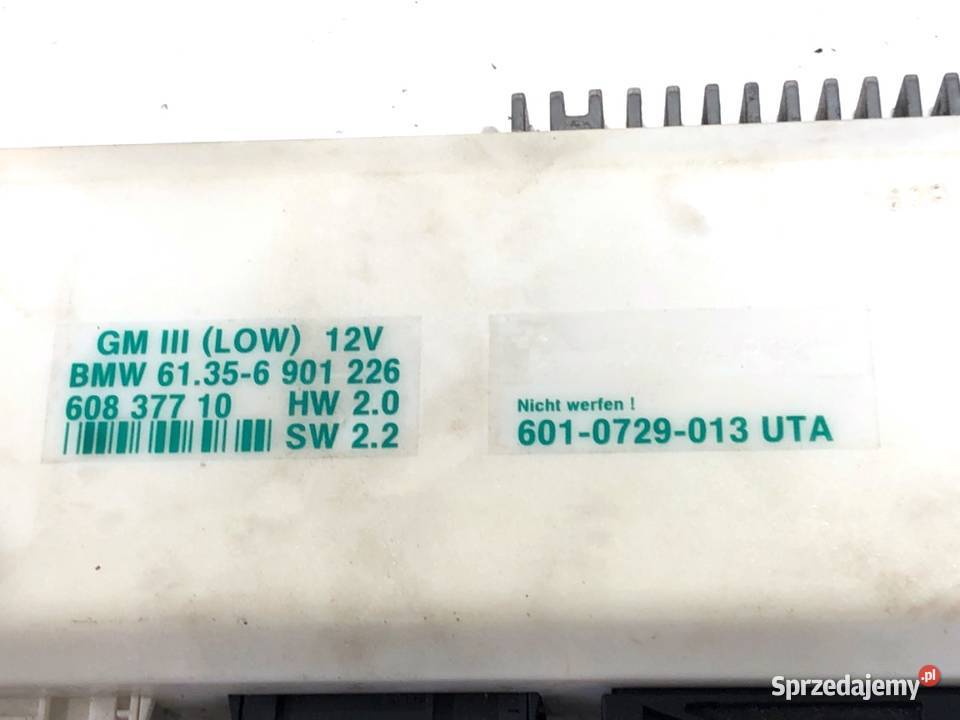 GM III (LOW) 12V
BMW 61.35-6 901 226
608 377 10 HW 2.0
SW 2.2
Nicht werfen !
601-0729-013 UTA
Sprzedajemy.pl